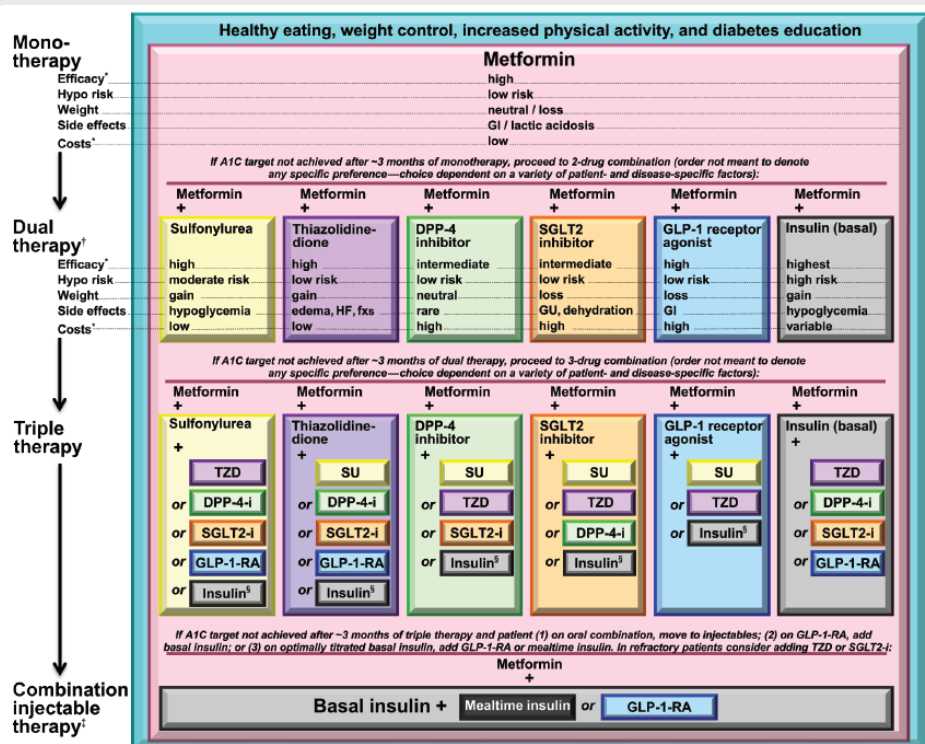 Healthy eating, weight control, increased physical activity, and diabetes education
Mono-
therapy
Metformin
Efficacy* high
Hypo risk low risk
Weight neutral / loss
Side effects GI / lactic acidosis
Costs* low
If A1C target not achieved after ~3 months of monotherapy, proceed to 2-drug combination (order not meant to denote
any specific preference—choice dependent on a variety of patient- and disease-specific factors):
Metformin Metformin Metformin Metformin Metformin Metformin
+ + + + + +
Dual
therapy†
Sulfonylurea Thiazolidine- DPP-4 SGLT2 GLP-1 receptor Insulin (basal)
dione inhibitor inhibitor agonist
Efficacy* high high intermediate intermediate high highest
Hypo risk moderate risk low risk low risk low risk low risk high risk
Weight gain gain neutral loss loss gain
Side effects hypoglycemia edema, HF, fxs rare GU, dehydration GI hypoglycemia
Costs* low low high high high variable
If A1C target not achieved after ~3 months of dual therapy, proceed to 3-drug combination (order not meant to denote
any specific preference—choice dependent on a variety of patient- and disease-specific factors):
Metformin Metformin Metformin Metformin Metformin Metformin
+ + + + + +
Triple
therapy
Sulfonylurea Thiazolidine- DPP-4 SGLT2 GLP-1 receptor Insulin (basal)
dione inhibitor inhibitor agonist
+ + + + + +
TZD SU SU SU SU TZD
or DPP-4-i or DPP-4-i or TZD or TZD or TZD or DPP-4-i
or SGLT2-i or SGLT2-i or SGLT2-i or DPP-4-i or Insulin§ or SGLT2-i
or GLP-1-RA or GLP-1-RA or Insulin§ or Insulin§ or GLP-1-RA
or Insulin§ or Insulin§
If A1C target not achieved after ~3 months of triple therapy and patient (1) on oral combination, move to injectables; (2) on GLP-1-RA, add
basal insulin; or (3) on optimally titrated basal insulin, add GLP-1-RA or mealtime insulin. In refractory patients consider adding TZD or SGLT2-i:
Metformin
+
Combination
injectable
therapy‡
Basal insulin + Mealtime insulin or GLP-1-RA